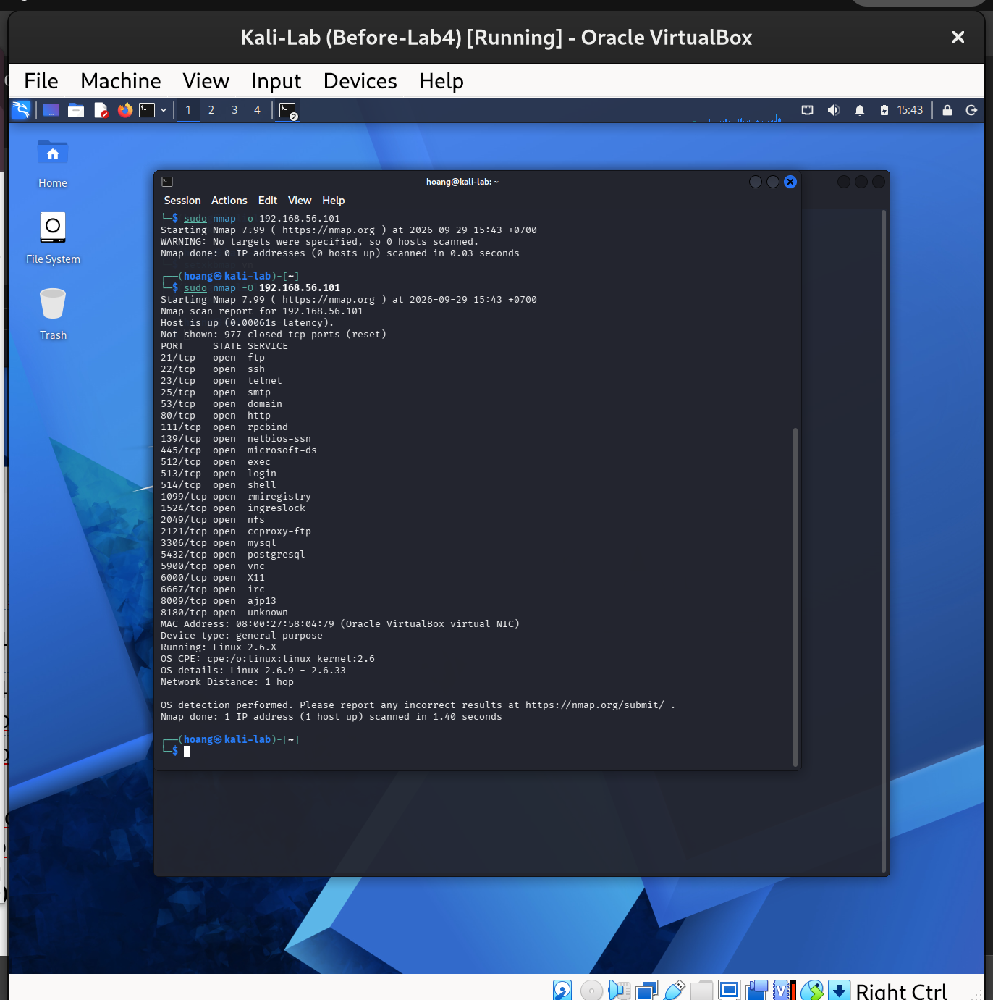 Kali-Lab (Before-Lab4) [Running] - Oracle VirtualBox
File Machine View Input Devices Help
1 2 3 4 2 15:43
Home
File System
Trash
hoang@kali-lab: ~
Session Actions Edit View Help
└─$ sudo nmap -o 192.168.56.101
Starting Nmap 7.99 ( https://nmap.org ) at 2026-09-29 15:43 +0700
WARNING: No targets were specified, so 0 hosts scanned.
Nmap done: 0 IP addresses (0 hosts up) scanned in 0.03 seconds
┌──(hoang㉿kali-lab)-[~]
└─$ sudo nmap -O 192.168.56.101
Starting Nmap 7.99 ( https://nmap.org ) at 2026-09-29 15:43 +0700
Nmap scan report for 192.168.56.101
Host is up (0.00061s latency).
Not shown: 977 closed tcp ports (reset)
PORT     STATE SERVICE
21/tcp   open  ftp
22/tcp   open  ssh
23/tcp   open  telnet
25/tcp   open  smtp
53/tcp   open  domain
80/tcp   open  http
111/tcp  open  rpcbind
139/tcp  open  netbios-ssn
445/tcp  open  microsoft-ds
512/tcp  open  exec
513/tcp  open  login
514/tcp  open  shell
1099/tcp open  rmiregistry
1524/tcp open  ingreslock
2049/tcp open  nfs
2121/tcp open  ccproxy-ftp
3306/tcp open  mysql
5432/tcp open  postgresql
5900/tcp open  vnc
6000/tcp open  X11
6667/tcp open  irc
8009/tcp open  ajp13
8180/tcp open  unknown
MAC Address: 08:00:27:58:04:79 (Oracle VirtualBox virtual NIC)
Device type: general purpose
Running: Linux 2.6.X
OS CPE: cpe:/o:linux:linux_kernel:2.6
OS details: Linux 2.6.9 - 2.6.33
Network Distance: 1 hop
OS detection performed. Please report any incorrect results at https://nmap.org/submit/ .
Nmap done: 1 IP address (1 host up) scanned in 1.40 seconds
┌──(hoang㉿kali-lab)-[~]
└─$
Right Ctrl